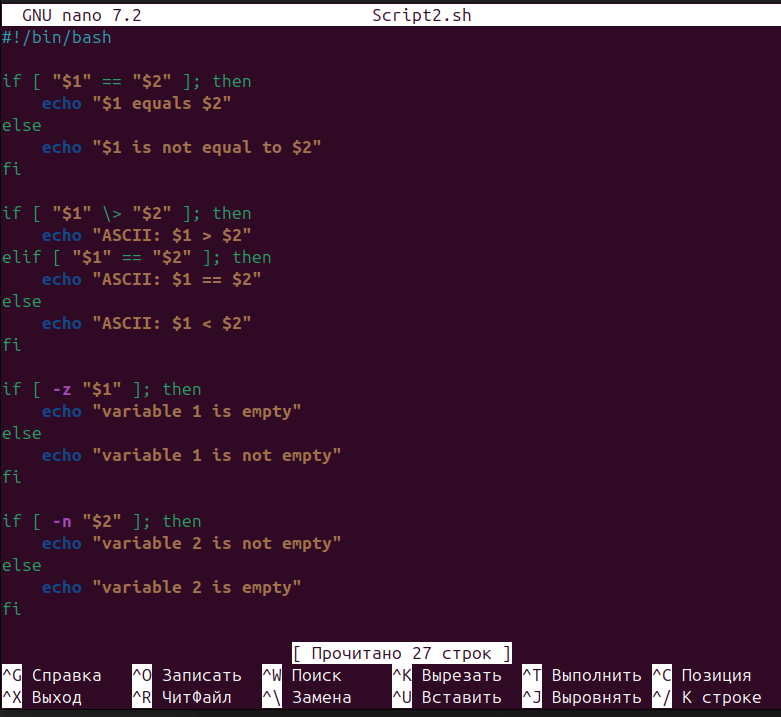 GNU nano 7.2 Script2.sh
#!/bin/bash
if [ "$1" == "$2" ]; then
echo "$1 equals $2"
else
echo "$1 is not equal to $2"
fi
if [ "$1" \> "$2" ]; then
echo "ASCII: $1 > $2"
elif [ "$1" == "$2" ]; then
echo "ASCII: $1 == $2"
else
echo "ASCII: $1 < $2"
fi
if [ -z "$1" ]; then
echo "variable 1 is empty"
else
echo "variable 1 is not empty"
fi
if [ -n "$2" ]; then
echo "variable 2 is not empty"
else
echo "variable 2 is empty"
fi
[ Прочитано 27 строк ]
^G Справка ^O Записать ^W Поиск ^K Вырезать ^T Выполнить ^C Позиция
^X Выход ^R ЧитФайл ^\ Замена ^U Вставить ^J Выровнять ^/ К строке